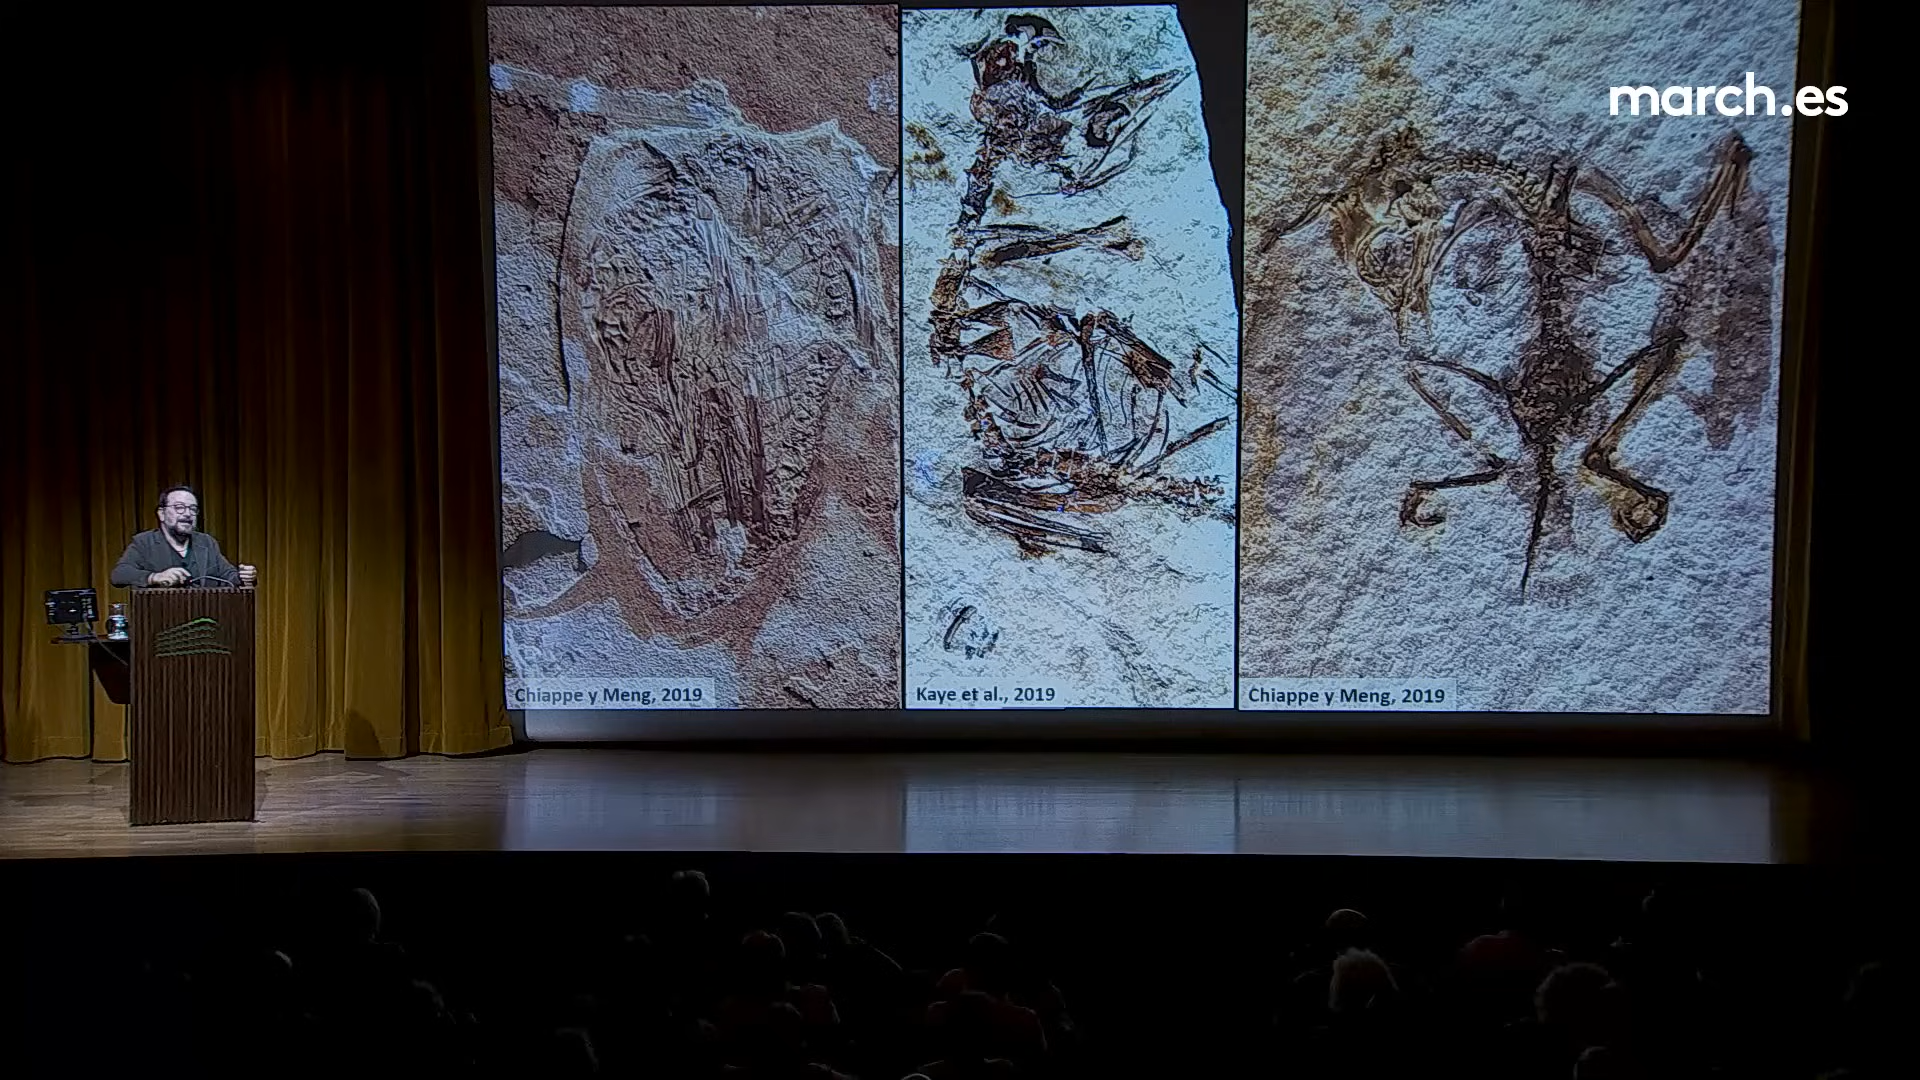 march.es
Chiappe y Meng, 2019
Kaye et al., 2019
Chiappe y Meng, 2019